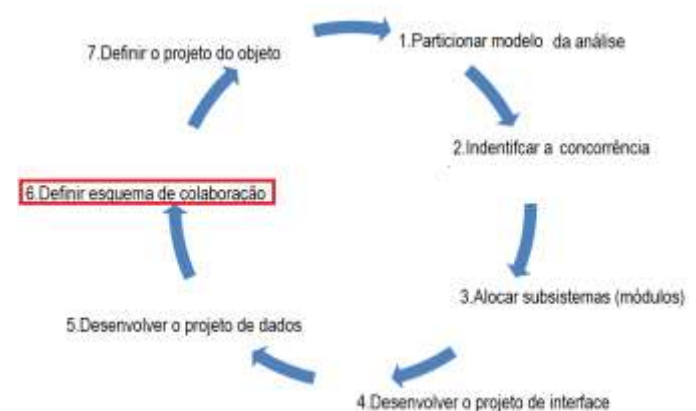 1.Particionar modelo da análise
2.Indentifcar a concorrência
3.Alocar subsistemas (módulos)
4.Desenvolver o projeto de interface
5.Desenvolver o projeto de dados
6.Definir esquema de colaboração
7.Definir o projeto do objeto